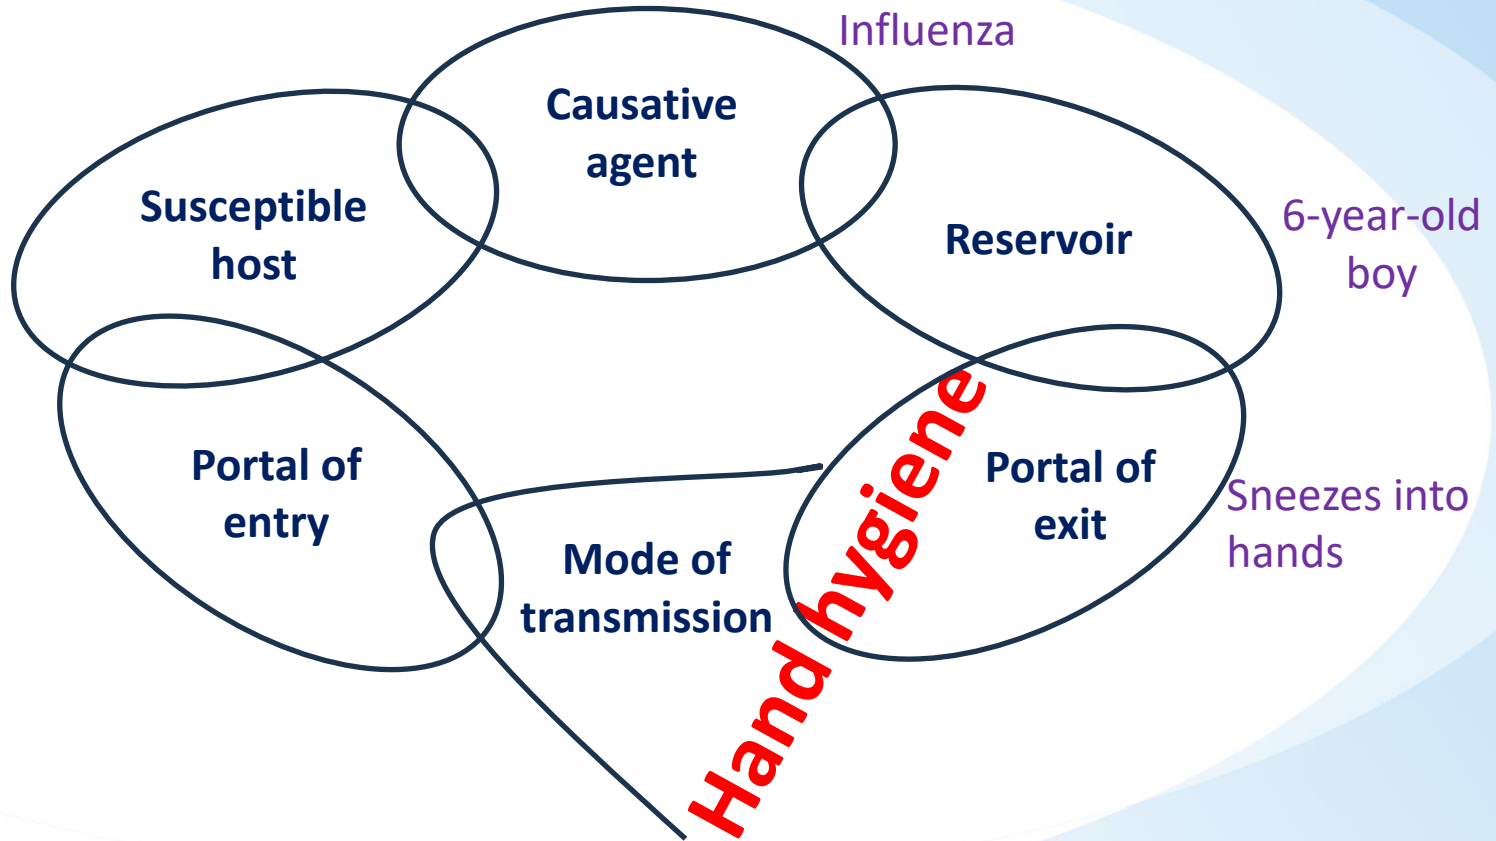 Influenza
Causative
agent
Susceptible
host
Reservoir
6-year-old
boy
Portal of
entry
Mode of
transmission
Hand hygiene
Portal of
exit
Sneezes into
hands